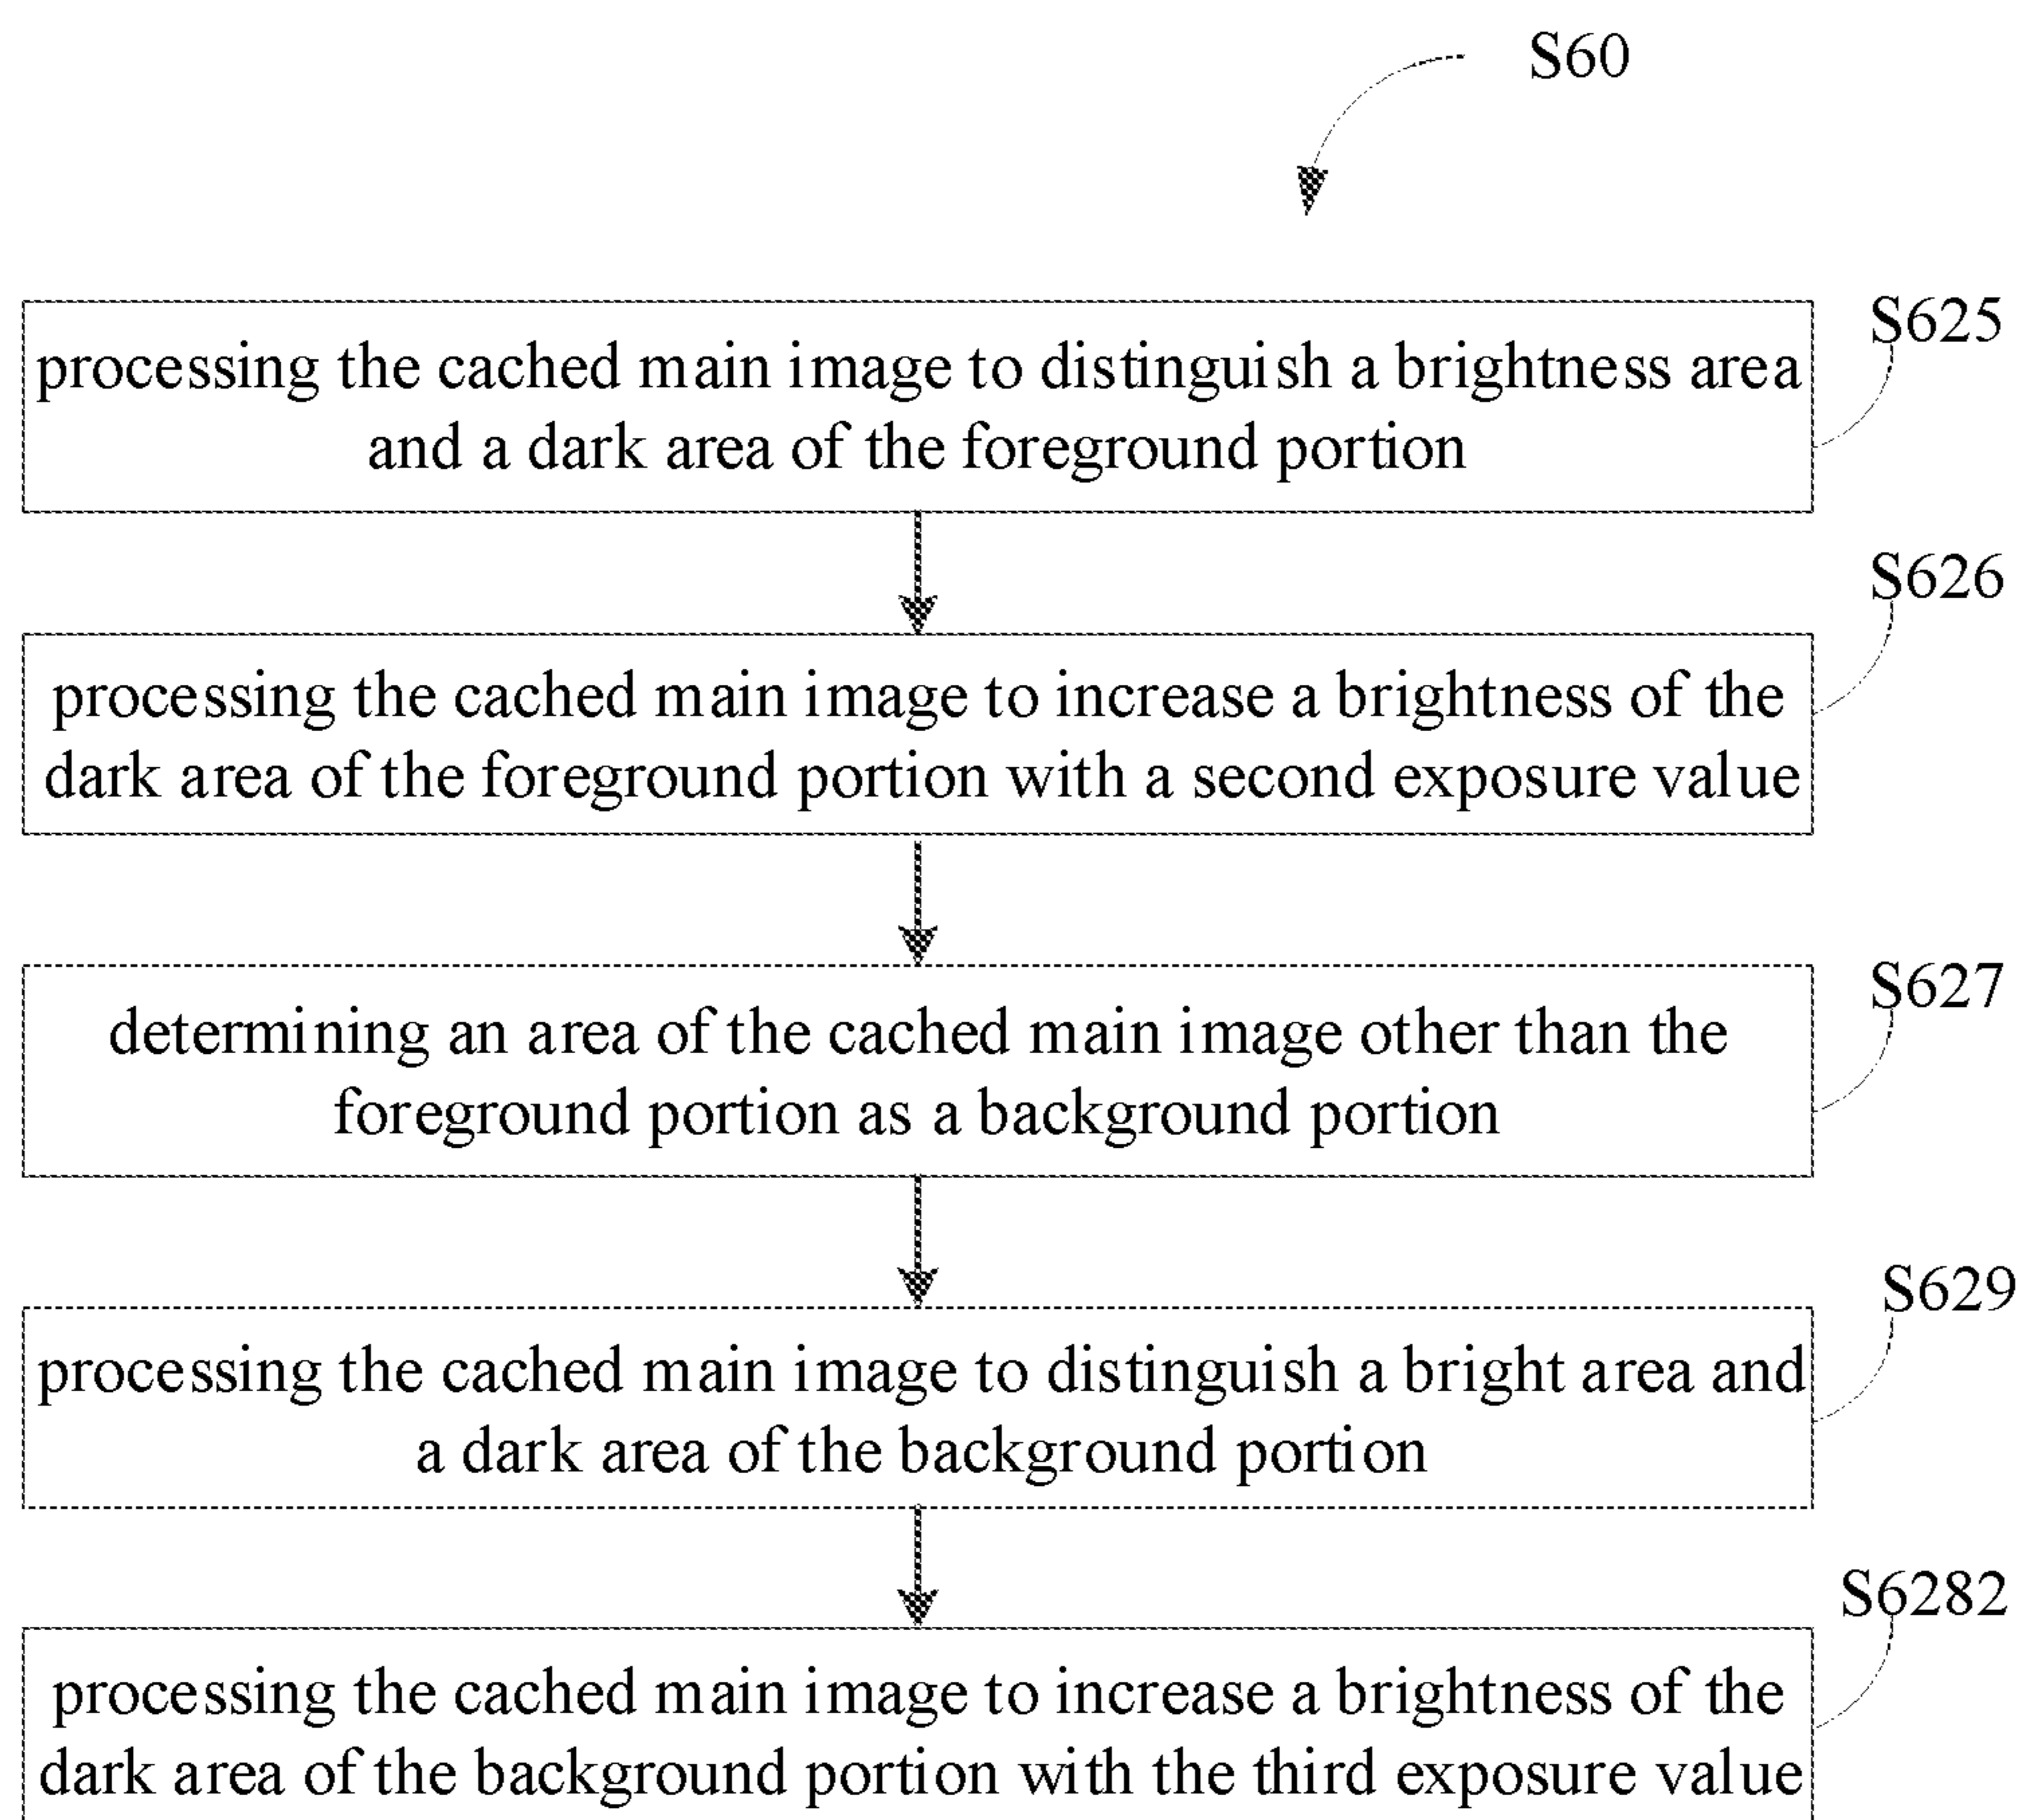 S60
S625
processing the cached main image to distinguish a brightness area
and a dark area of the foreground portion
S626
processing the cached main image to increase a brightness of the
dark area of the foreground portion with a second exposure value
S627
determining an area of the cached main image other than the
foreground portion as a background portion
S629
processing the cached main image to distinguish a bright area and
a dark area of the background portion
S6282
processing the cached main image to increase a brightness of the
dark area of the background portion with the third exposure value